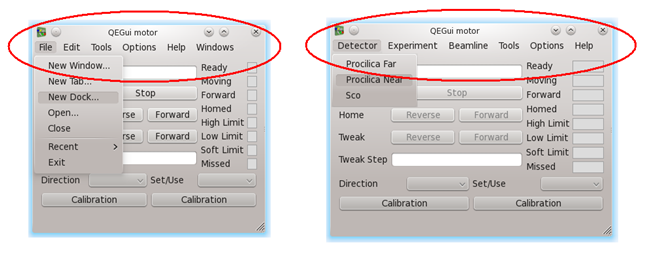 QEGui motor
File Edit Tools Options Help Windows
New Window...
New Tab...
New Dock...
Open...
Close
Recent
Exit
Stop
erse Forward
erse Forward
Direction Set/Use
Calibration Calibration
Ready
Moving
Forward
Homed
High Limit
Low Limit
Soft Limit
Missed
QEGui motor
Detector Experiment Beamline Tools Options Help
Procilica Far
Procilica Near
Sco
Stop
Home Reverse Forward
Tweak Reverse Forward
Tweak Step
Direction Set/Use
Calibration Calibration
Ready
Moving
Forward
Homed
High Limit
Low Limit
Soft Limit
Missed